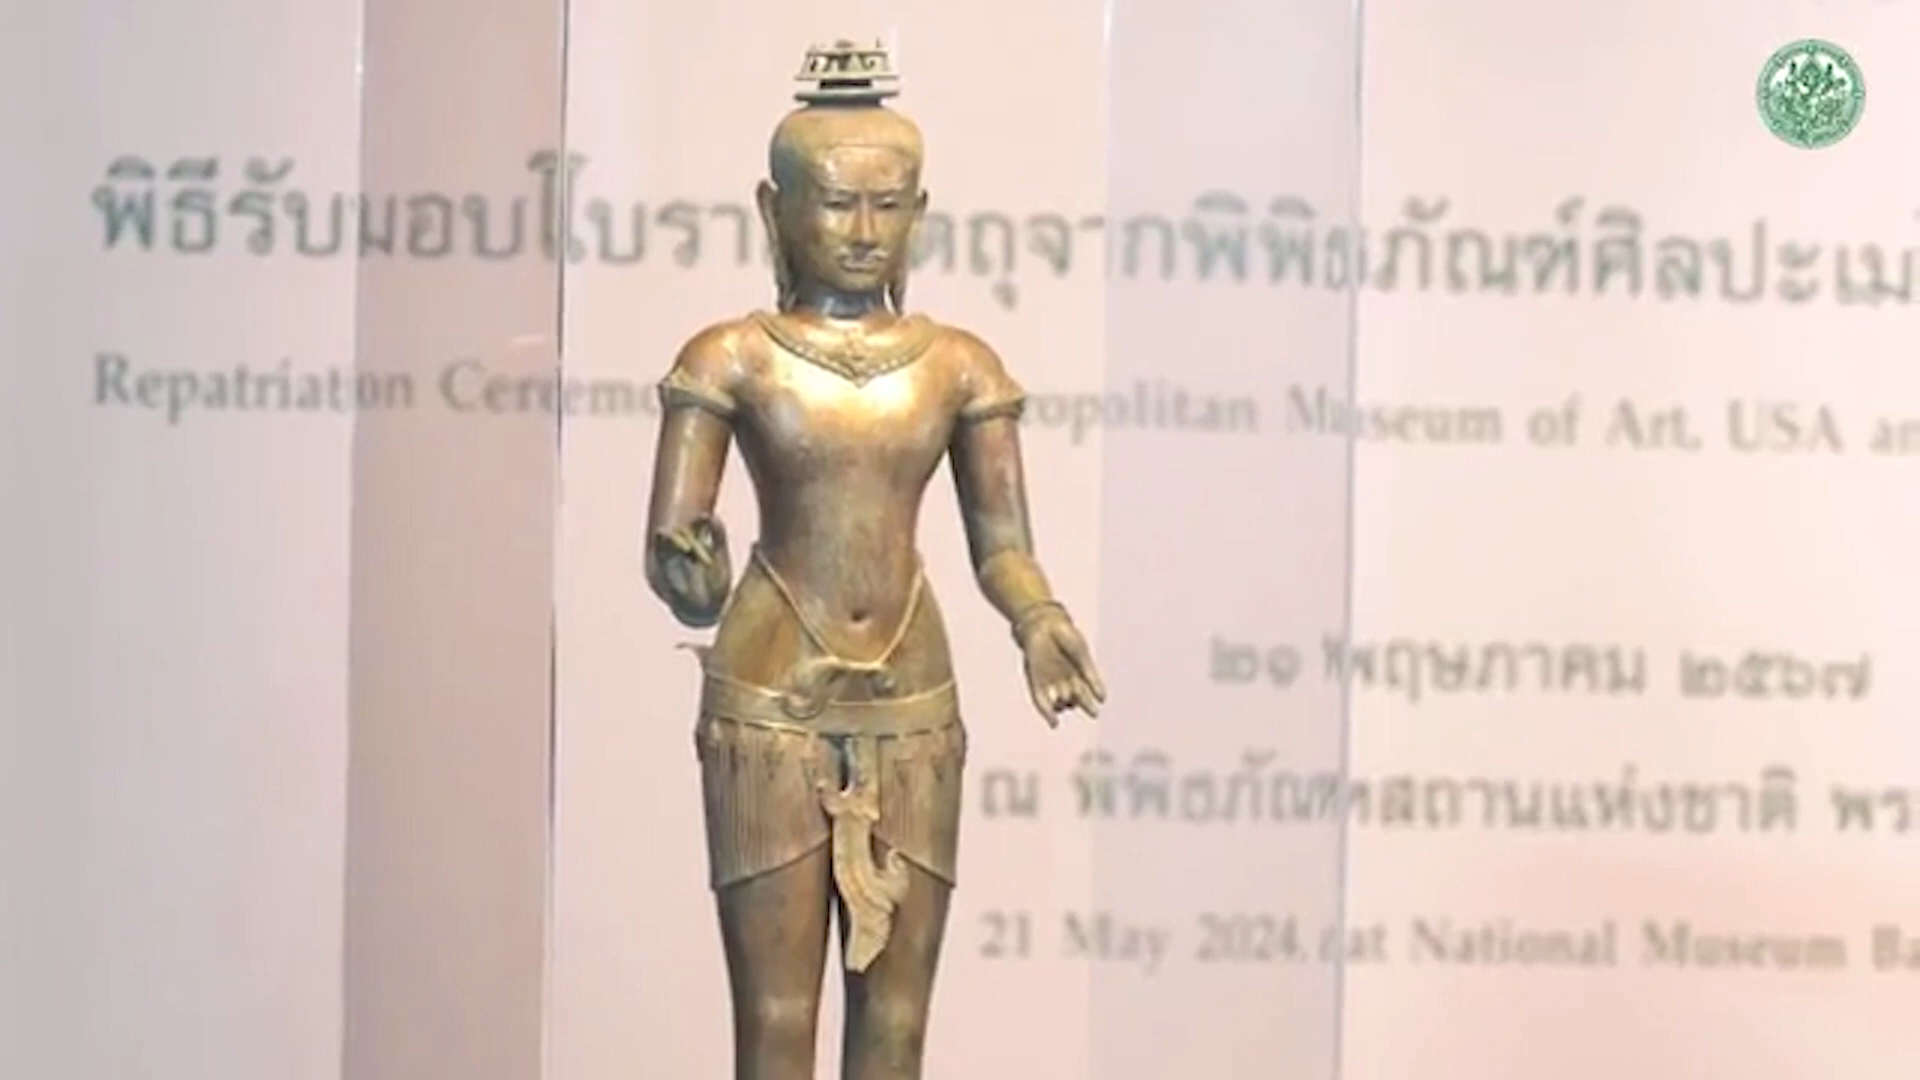 พิธีรับมอบโบรา ตถุจากพิพิธภัณฑ์ศิลปะเม
Repatriation Ceremo ropolitan Museum of Art, USA an
๒๑ พฤษภาคม ๒๕๖๗
ณ พิพิธภัณฑสถานแห่งชาติ พระ
21 May 2024, at National Museum Ba